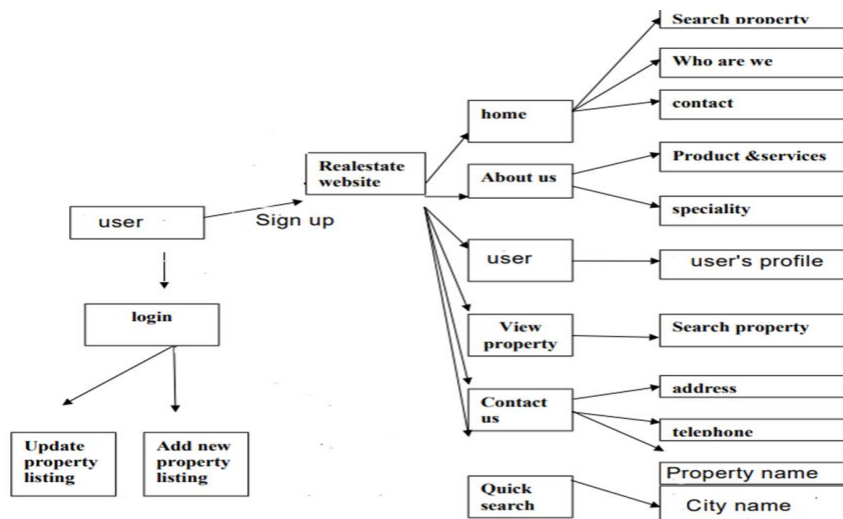 Search property
Who are we
contact
home
Product &services
Realestate
website
About us
speciality
user
Sign up
user
user's profile
login
View
property
Search property
Contact
us
address
telephone
Update
property
listing
Add new
property
listing
Property name
Quick
search
City name